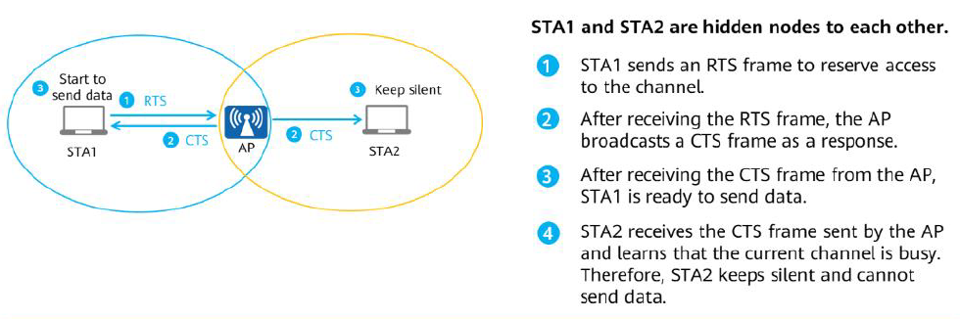 STA1 and STA2 are hidden nodes to each other.
3 Start to
send data
1 RTS
2 CTS
STA1
AP
2 CTS
3 Keep silent
STA2
1 STA1 sends an RTS frame to reserve access
to the channel.
2 After receiving the RTS frame, the AP
broadcasts a CTS frame as a response.
3 After receiving the CTS frame from the AP,
STA1 is ready to send data.
4 STA2 receives the CTS frame sent by the AP
and learns that the current channel is busy.
Therefore, STA2 keeps silent and cannot
send data.